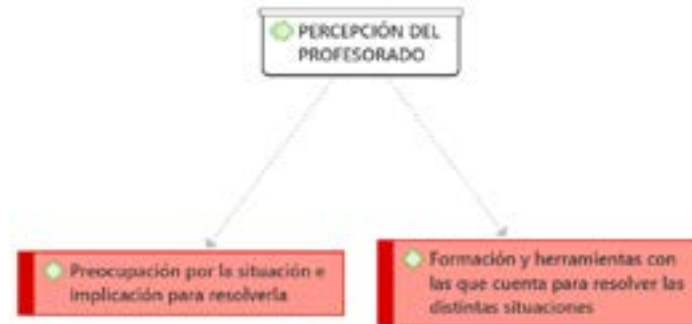 PERCEPCIÓN DEL
PROFESORADO
Preocupación por la situación e
implicación para resolverla
Formación y herramientas con
las que cuenta para resolver las
distintas situaciones